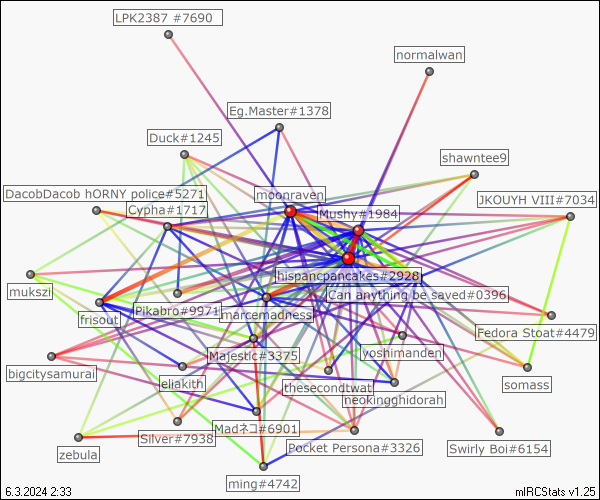 LPK2387 #7690
normalwan
Eg.Master#1378
Duck#1245
shawntee9
DacobDacob hORNY police#5271
moonraven
JKOUYH VIII#7034
Cypha#1717
Mushy#1984
hispancpancakes#2928
mukszi
Pikabro#9971
Can anything be saved#0396
frisout
marcemadness
Fedora Stoat#4479
Majestic#3375
yoshimanden
bigcitysamurai
eliakith
thesecondtwat
somass
neokingghidorah
Madネコ#6901
Silver#7938
Pocket Persona#3326
Swirly Boi#6154
zebula
ming#4742
6.3.2024 2:33
mIRCStats v1.25